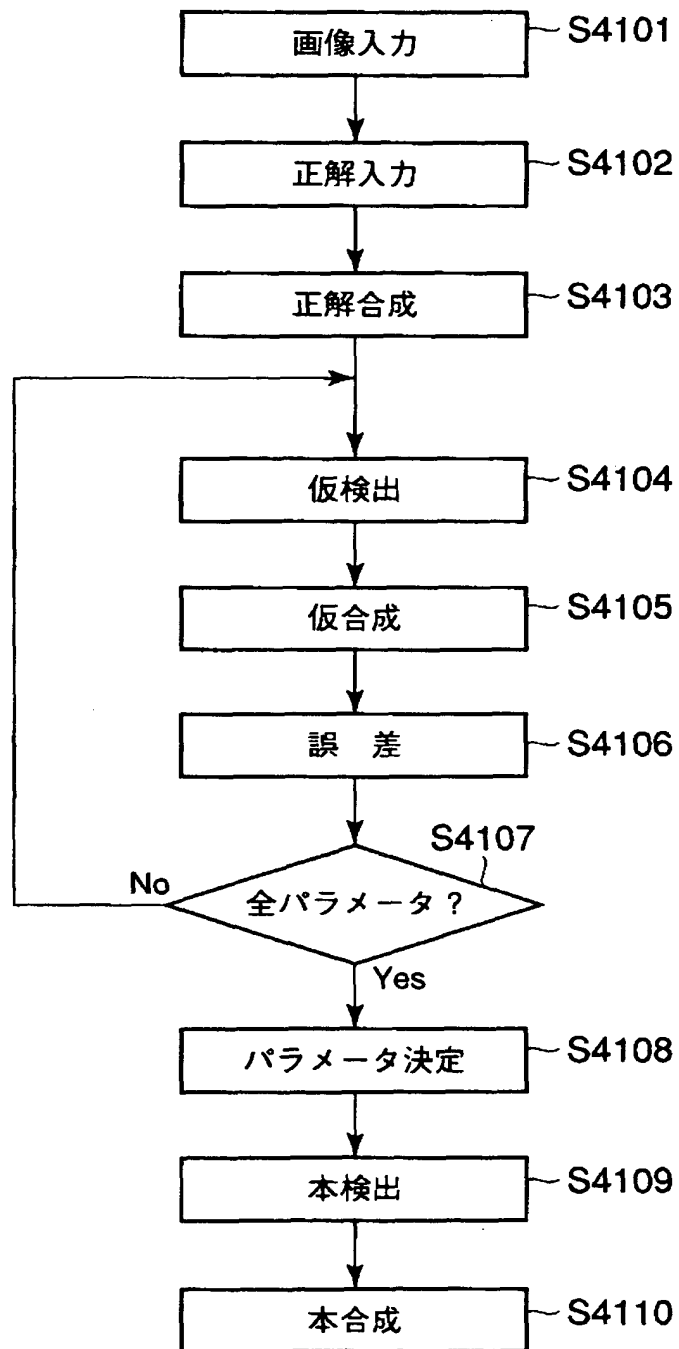 画像入力 S4101
正解入力 S4102
正解合成 S4103
仮検出 S4104
仮合成 S4105
誤 差 S4106
S4107
No
全パラメータ?
Yes
パラメータ決定 S4108
本検出 S4109
本合成 S4110